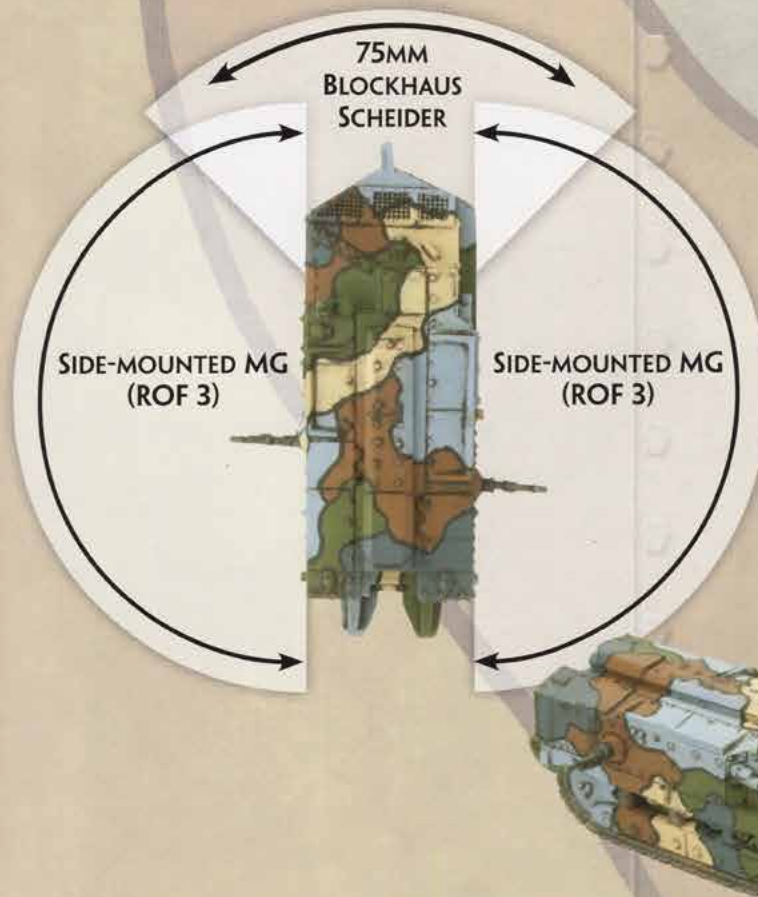 75MM
BLOCKHAUS
SCHEIDER
SIDE-MOUNTED MG
(ROF 3)
SIDE-MOUNTED MG
(ROF 3)